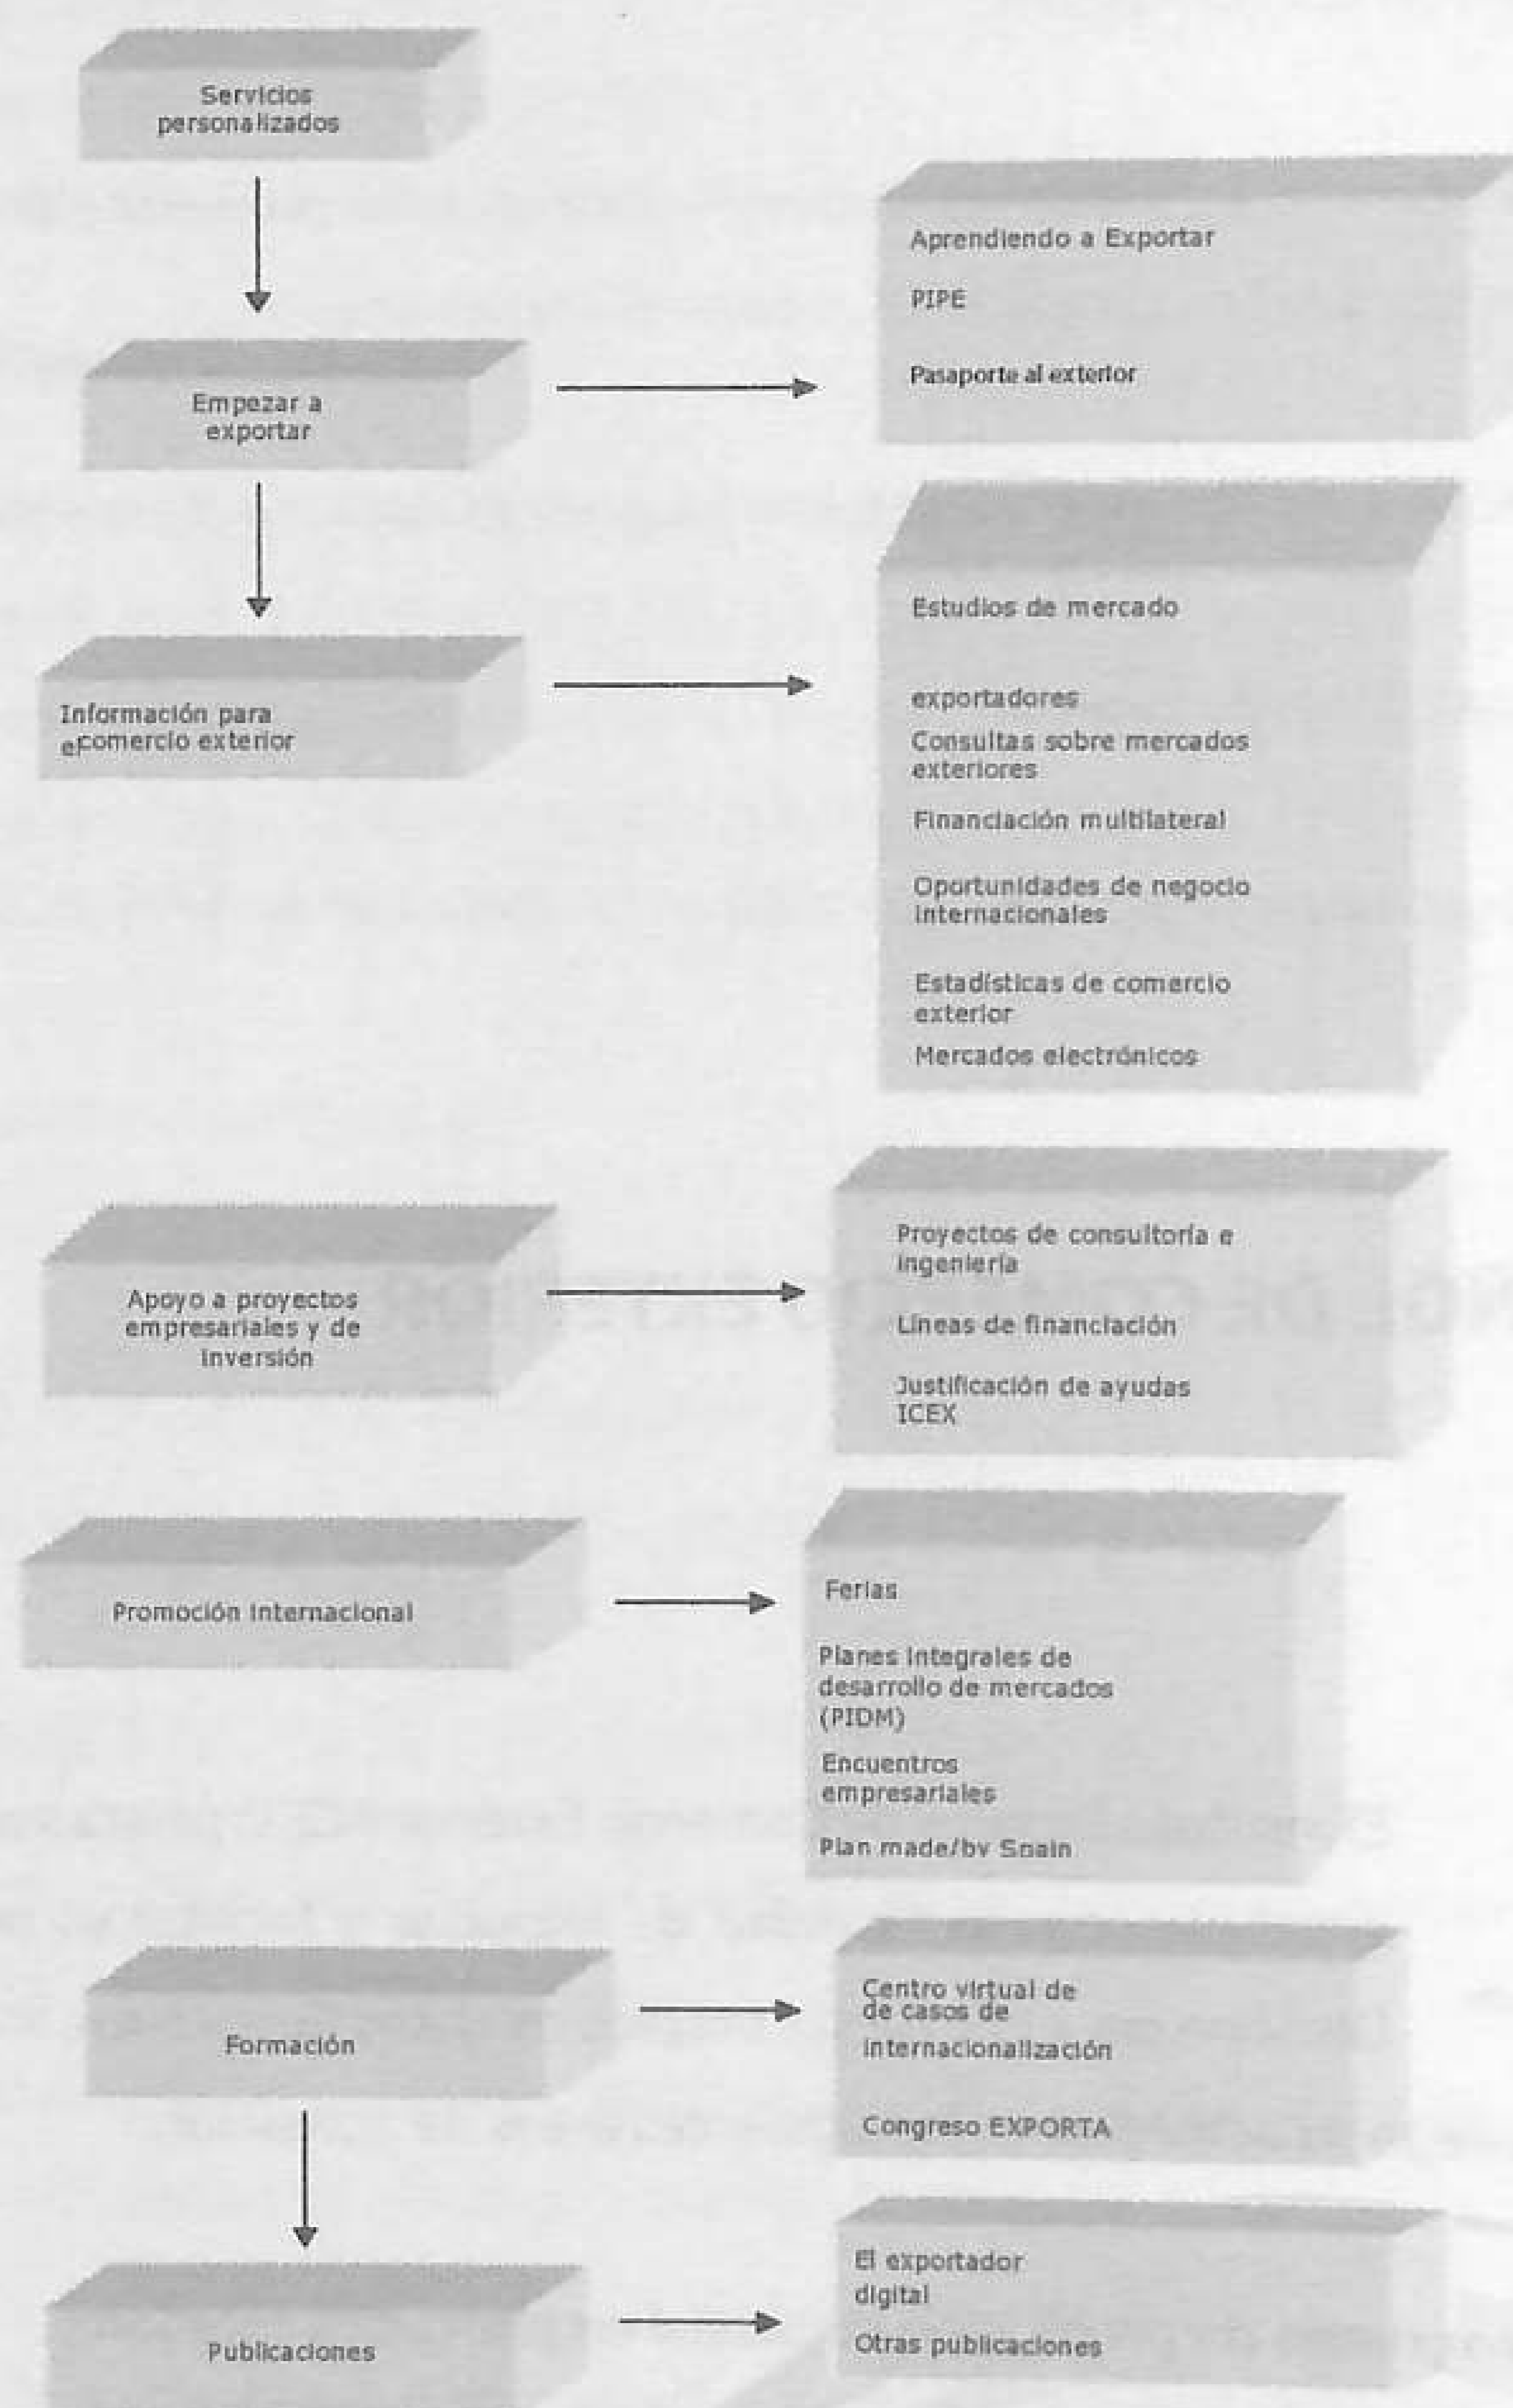 Servicios
personalizados
Aprendiendo a Exportar
PIPE
Pasaporte al exterior
Empezar a
exportar
Estudios de mercado
exportadores
Consultas sobre mercados
exteriores
Financiación multilateral
Oportunidades de negocio
internacionales
Estadísticas de comercio
exterior
Mercados electrónicos
Información para
el comercio exterior
Proyectos de consultoría e
ingeniería
Líneas de financiación
Justificación de ayudas
ICEX
Apoyo a proyectos
empresariales y de
inversión
Promoción Internacional
Ferias
Planes integrales de
desarrollo de mercados
(PIDM)
Encuentros
empresariales
Plan made/by Spain
Centro virtual de
de casos de
internacionalización
Congreso EXPORTA
Formación
El exportador
digital
Otras publicaciones
Publicaciones